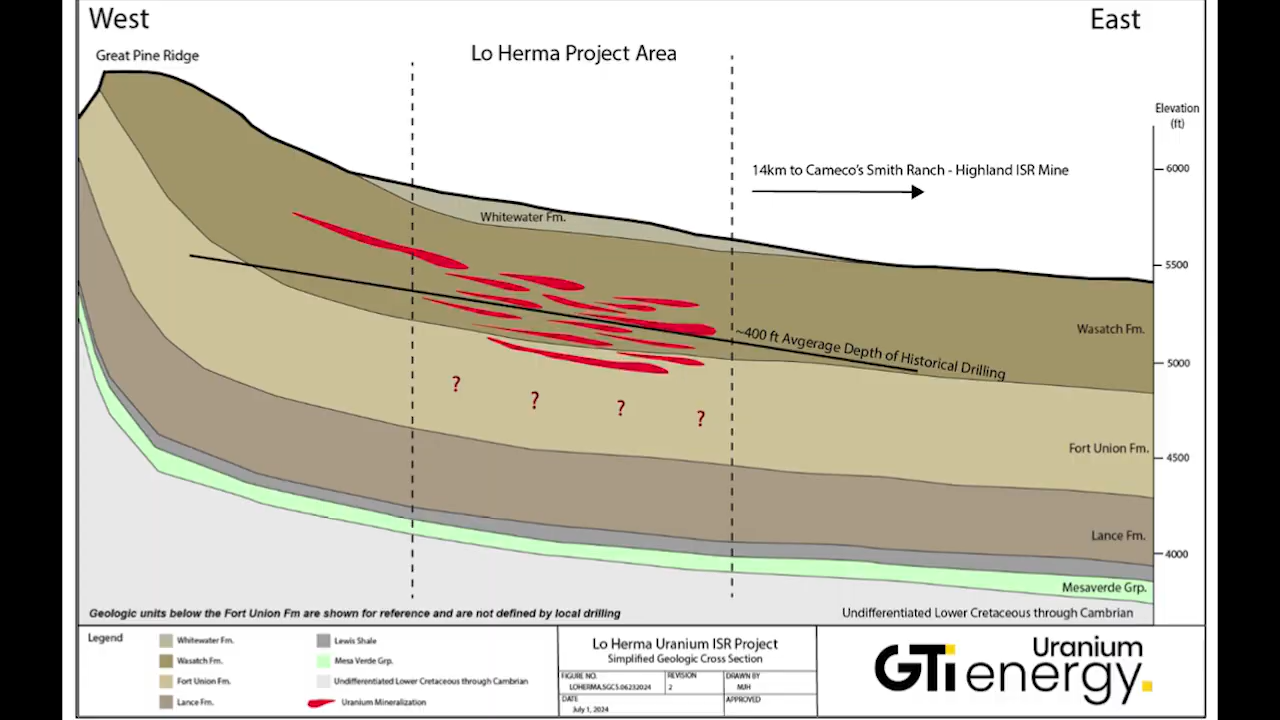 West
East
Great Pine Ridge
Lo Herma Project Area
Elevation
(ft)
6000
14km to Cameco's Smith Ranch - Highland ISR Mine
Whitewater Fm.
5500
Wasatch Fm.
~400 ft Avgerage Depth of Historical Drilling
5000
?
?
?
?
Fort Union Fm.
4500
Lance Fm.
4000
Mesaverde Grp.
Geologic units below the Fort Union Fm are shown for reference and are not defined by local drilling
Undifferentiated Lower Cretaceous through Cambrian
Legend
Whitewater Fm.
Wasatch Fm.
Fort Union Fm.
Lance Fm.
Lewis Shale
Mesa Verde Grp.
Undifferentiated Lower Cretaceous through Cambrian
Uranium Mineralization
Lo Herma Uranium ISR Project
Simplified Geologic Cross Section
FIGURE NO.
LOHERMA.SGCS.06232024
REVISION
2
DRAWN BY
MJH
DATE
July 1, 2024
APPROVED
Uranium
GTi energy.